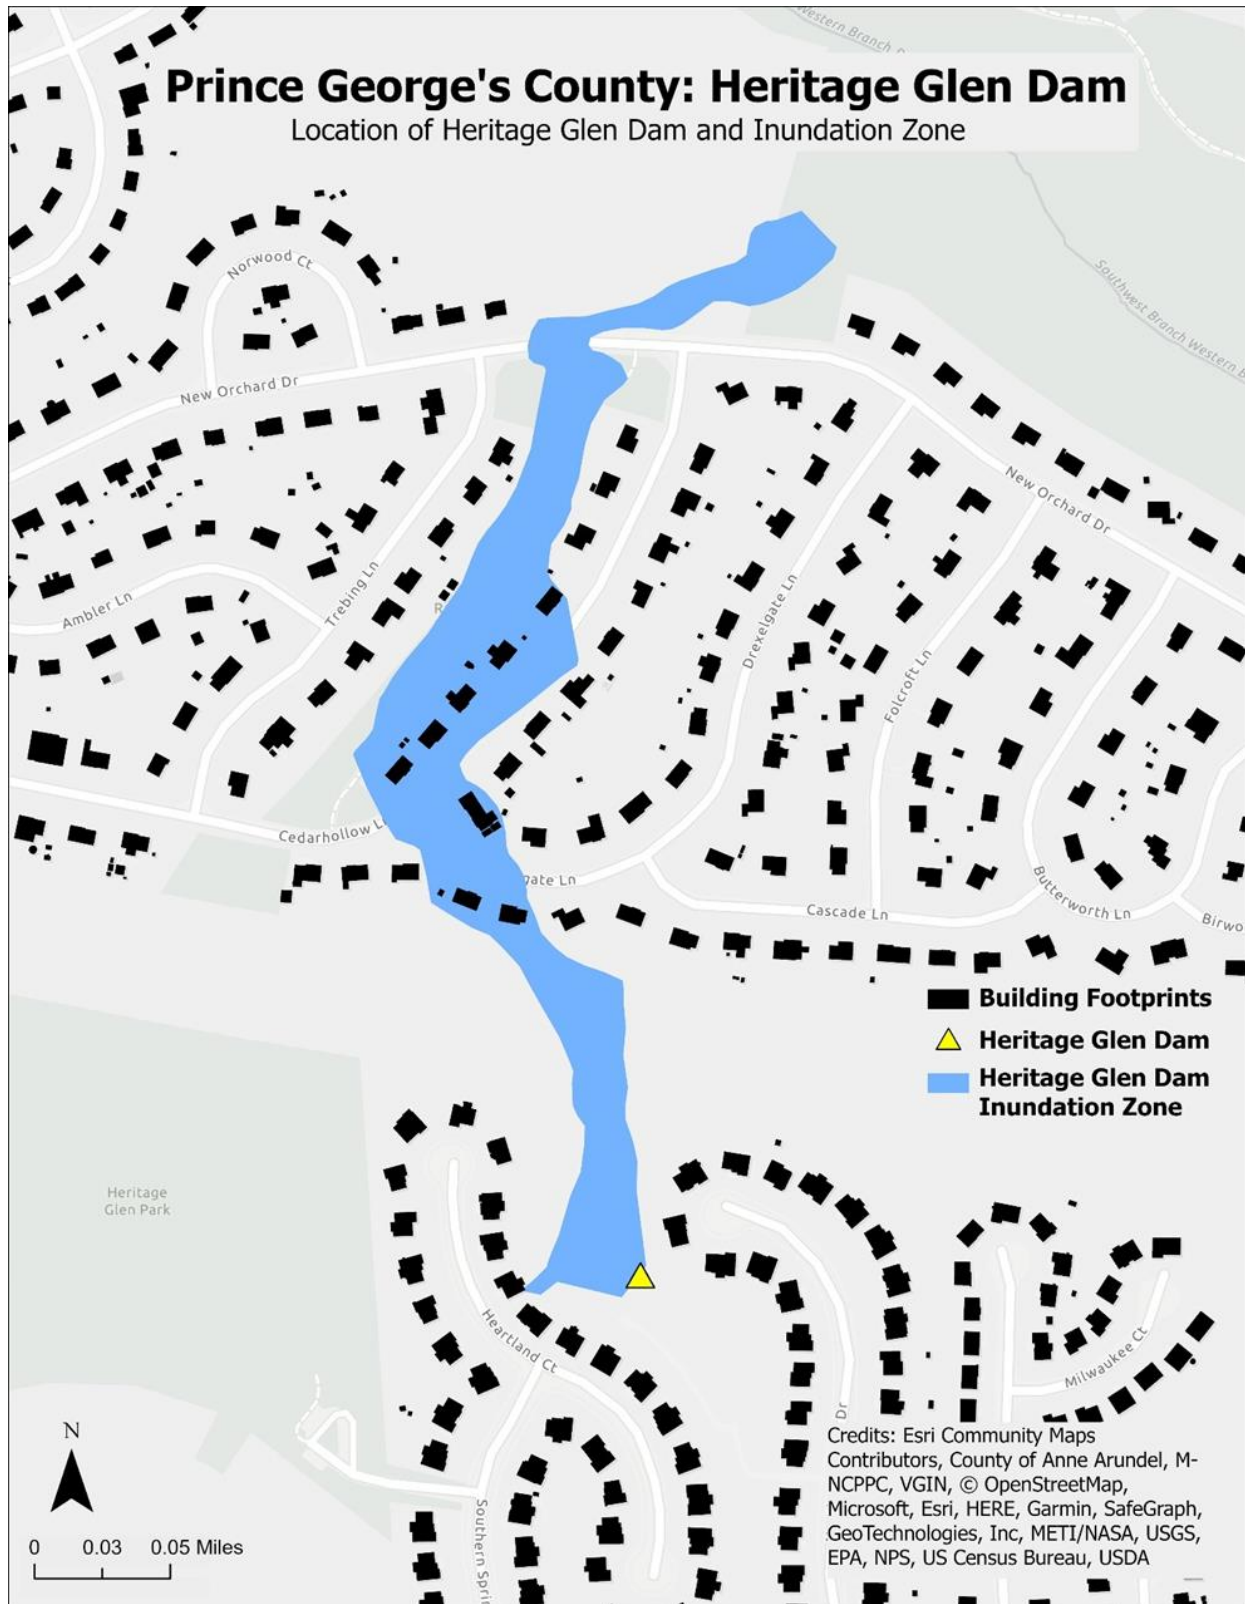 Prince George's County: Heritage Glen Dam
Location of Heritage Glen Dam and Inundation Zone
Western Branch
Southwest Branch Western B
Norwood Ct
New Orchard Dr
New Orchard Dr
Ambler Ln
Trebing Ln
R
Drexelgate Ln
Folcroft Ln
Cedarhollow L
gate Ln
Cascade Ln
Butterworth Ln
Birwo
Building Footprints
Heritage Glen Dam
Heritage Glen Dam
Inundation Zone
Heritage
Glen Park
Heartland Ct
Milwaukee Ct
Dr
Southern Sprin
N
0 0.03 0.05 Miles
Credits: Esri Community Maps
Contributors, County of Anne Arundel, M-
NCPPC, VGIN, © OpenStreetMap,
Microsoft, Esri, HERE, Garmin, SafeGraph,
GeoTechnologies, Inc, METI/NASA, USGS,
EPA, NPS, US Census Bureau, USDA